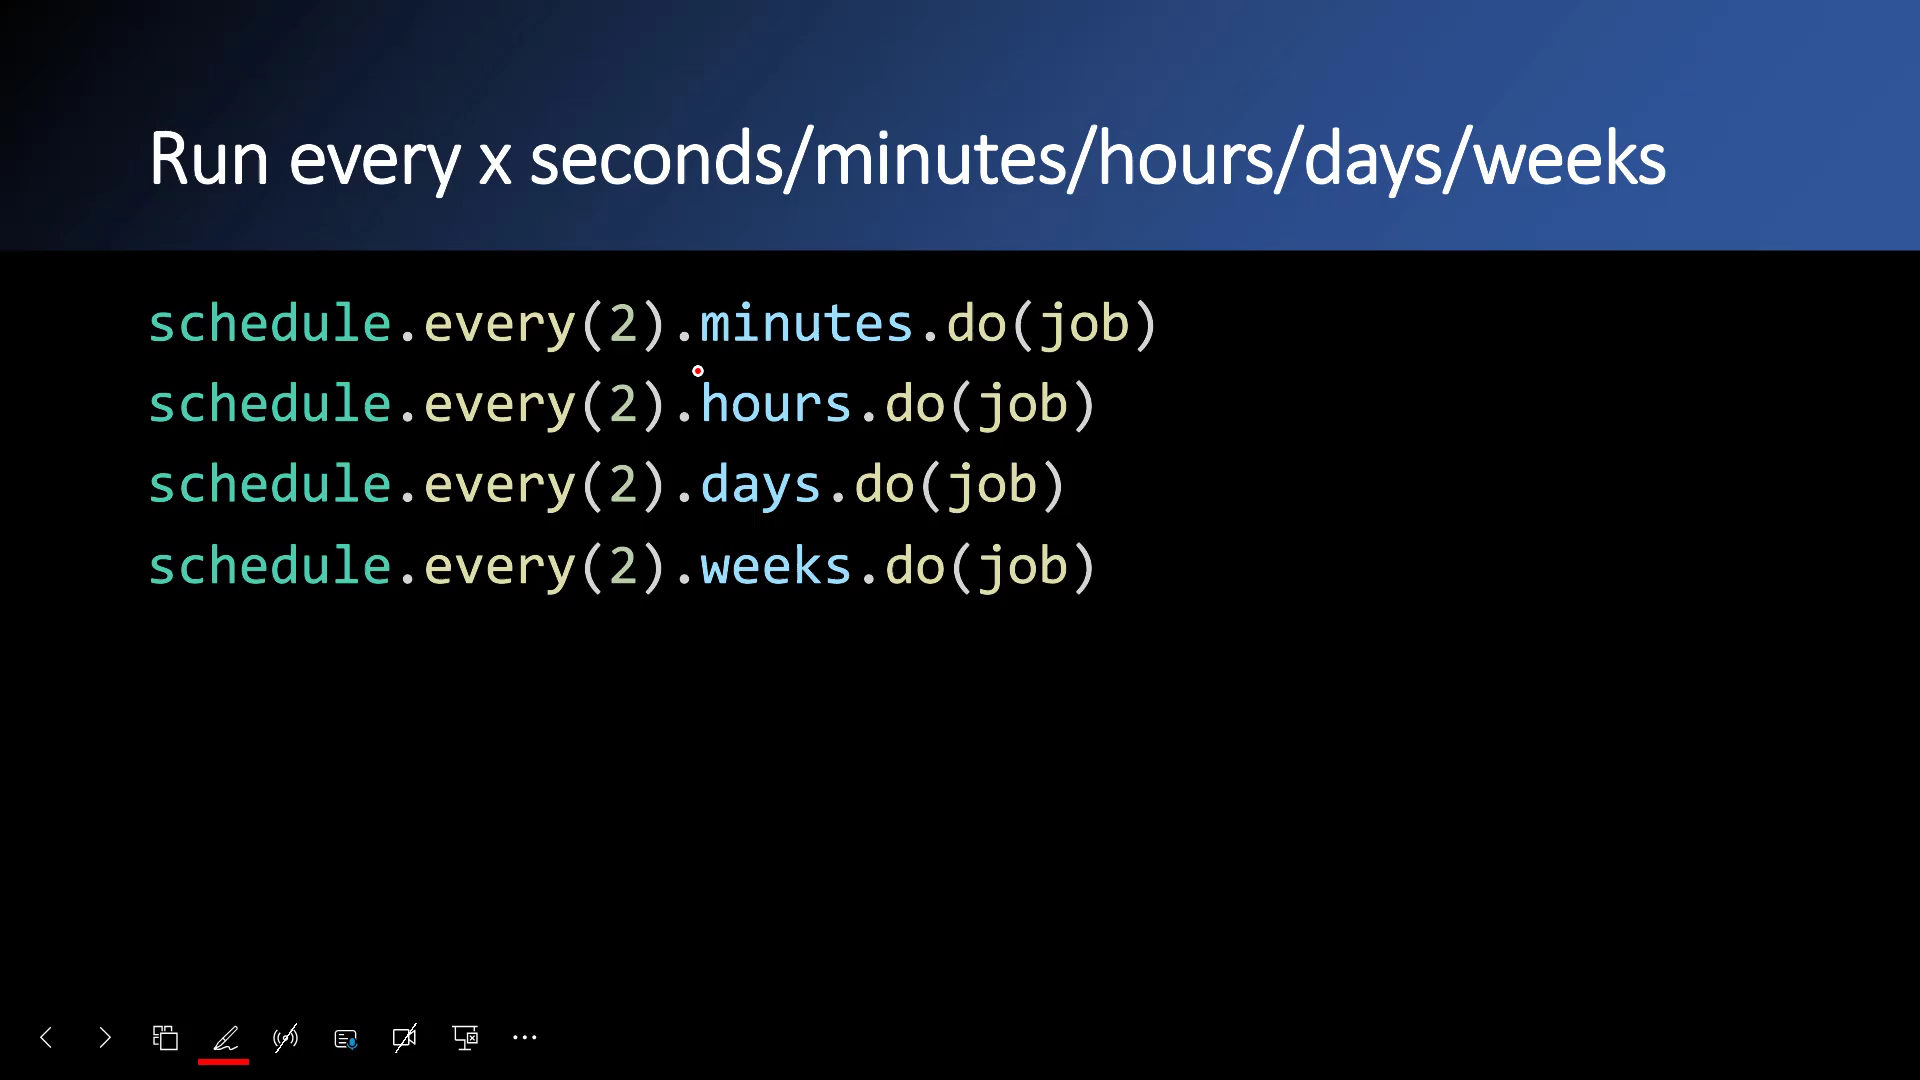 Run every x seconds/minutes/hours/days/weeks
schedule.every(2).minutes.do(job)
schedule.every(2).hours.do(job)
schedule.every(2).days.do(job)
schedule.every(2).weeks.do(job)